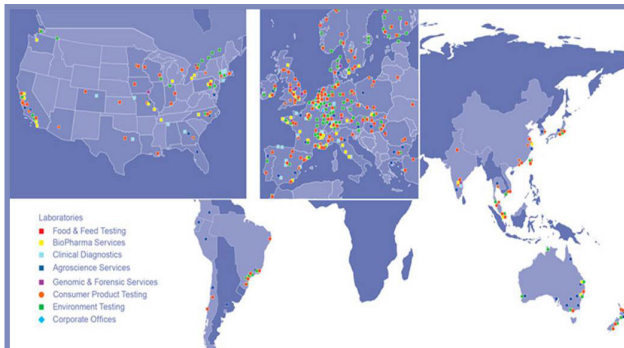 Laboratories
Food & Feed Testing
BioPharma Services
Clinical Diagnostics
Agroscience Services
Genomic & Forensic Services
Consumer Product Testing
Environment Testing
Corporate Offices